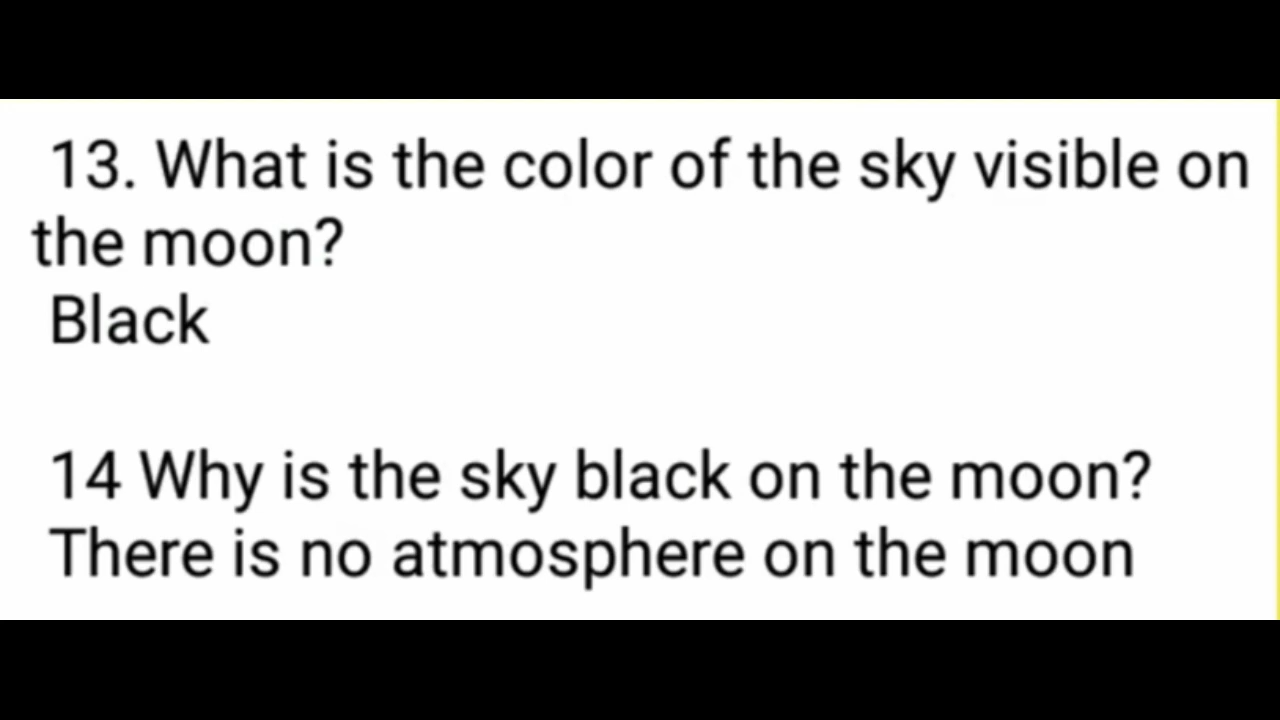 13. What is the color of the sky visible on
the moon?
Black
14 Why is the sky black on the moon?
There is no atmosphere on the moon